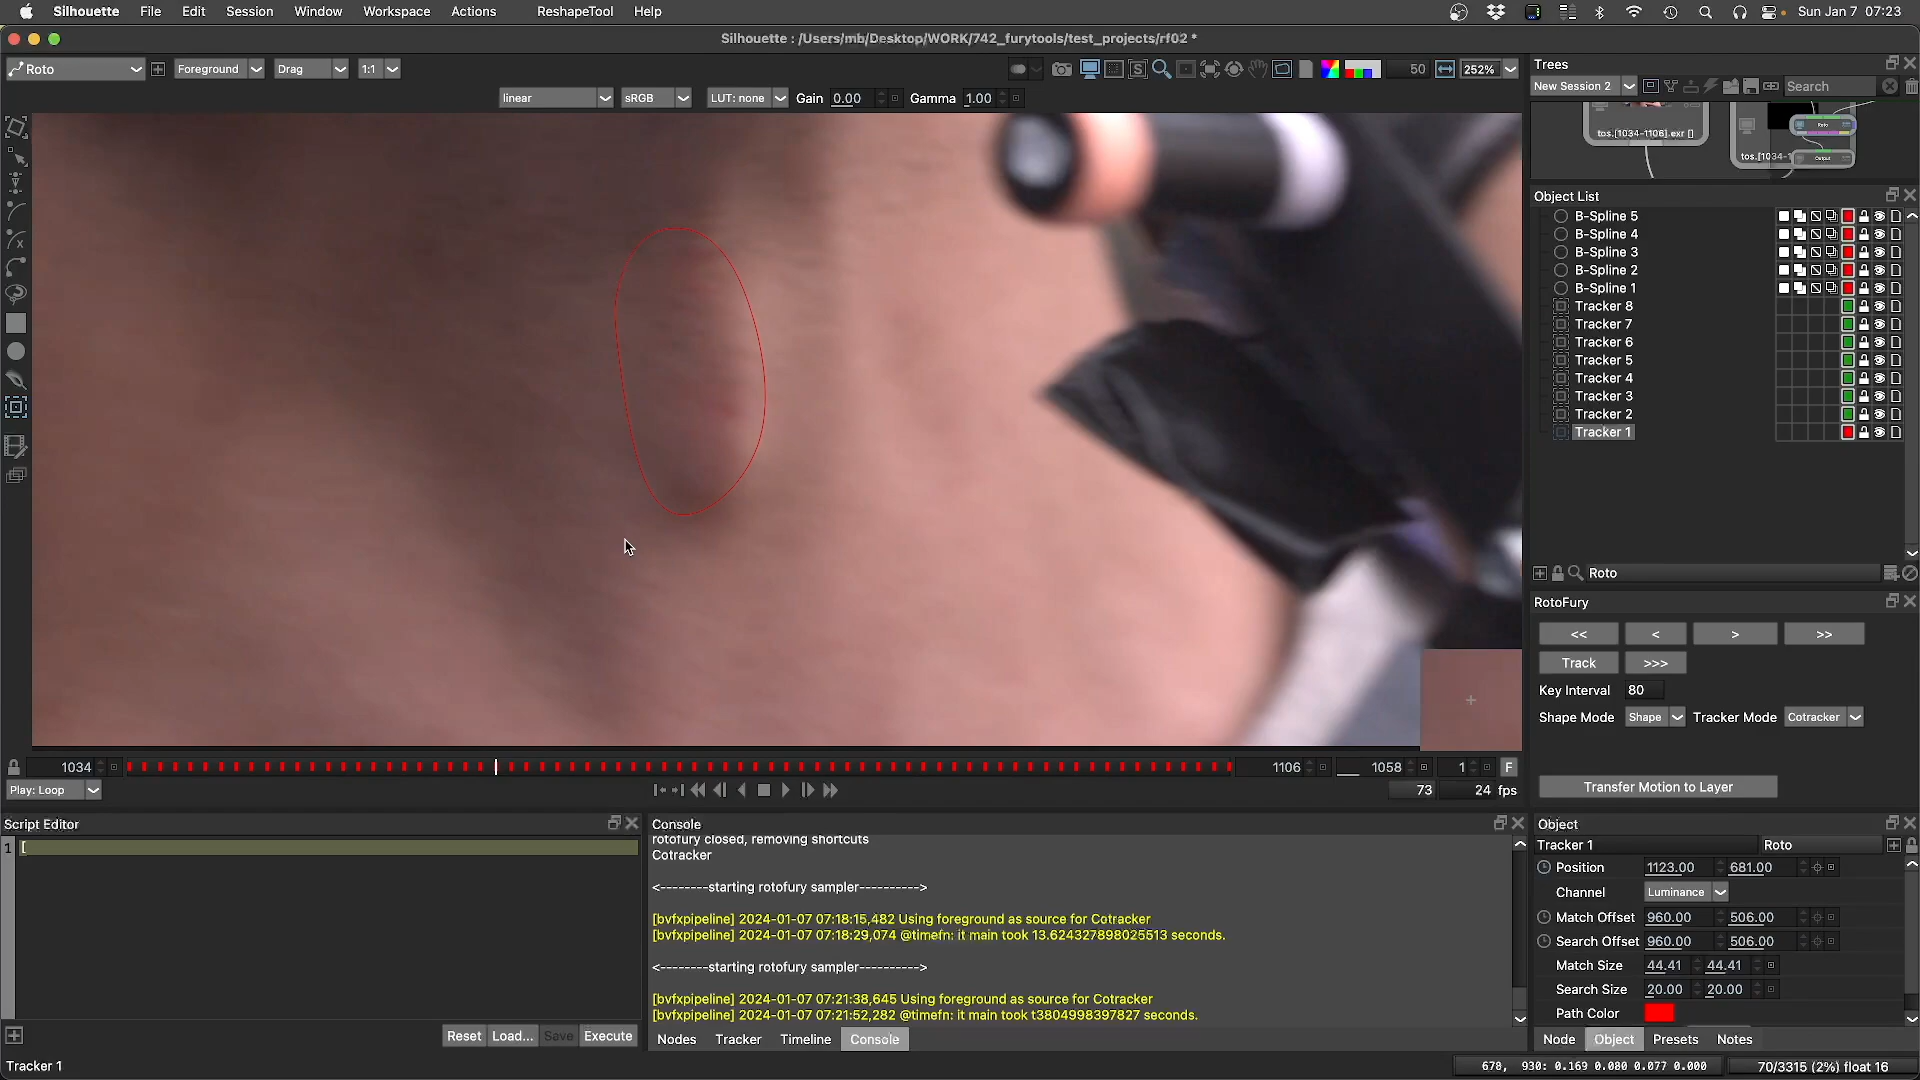 Silhouette File Edit Session Window Workspace Actions ReshapeTool Help Sun Jan 7 07:23
Silhouette : /Users/mb/Desktop/WORK/742_furytools/test_projects/rf02 *
Roto Foreground Drag 1:1 50 252%
linear sRGB LUT: none Gain 0.00 Gamma 1.00
Trees
New Session 2 Search
tos.[1034-1106].exr [] tos.[1034-1 Roto Output
Object List
B-Spline 5
B-Spline 4
B-Spline 3
B-Spline 2
B-Spline 1
Tracker 8
Tracker 7
Tracker 6
Tracker 5
Tracker 4
Tracker 3
Tracker 2
Tracker 1
Roto
RotoFury
<< < > >>
Track >>>
Key Interval 80
Shape Mode Shape Tracker Mode Cotracker
Transfer Motion to Layer
1034 1106 1058 1 F
Play: Loop 73 24 fps
Script Editor
1 [
Reset Load... Save Execute
Console
rotofury closed, removing shortcuts
Cotracker
<--------starting rotofury sampler---------->
[bvfxpipeline] 2024-01-07 07:18:15,482 Using foreground as source for Cotracker
[bvfxpipeline] 2024-01-07 07:18:29,074 @timefn: it main took 13.624327898025513 seconds.
<--------starting rotofury sampler---------->
[bvfxpipeline] 2024-01-07 07:21:38,645 Using foreground as source for Cotracker
[bvfxpipeline] 2024-01-07 07:21:52,282 @timefn: it main took t3804998397827 seconds.
Nodes Tracker Timeline Console
Object
Tracker 1 Roto
Position 1123.00 681.00
Channel Luminance
Match Offset 960.00 506.00
Search Offset 960.00 506.00
Match Size 44.41 44.41
Search Size 20.00 20.00
Path Color
Node Object Presets Notes
Tracker 1 678, 930: 0.169 0.080 0.077 0.000 70/3315 (2%) float 16